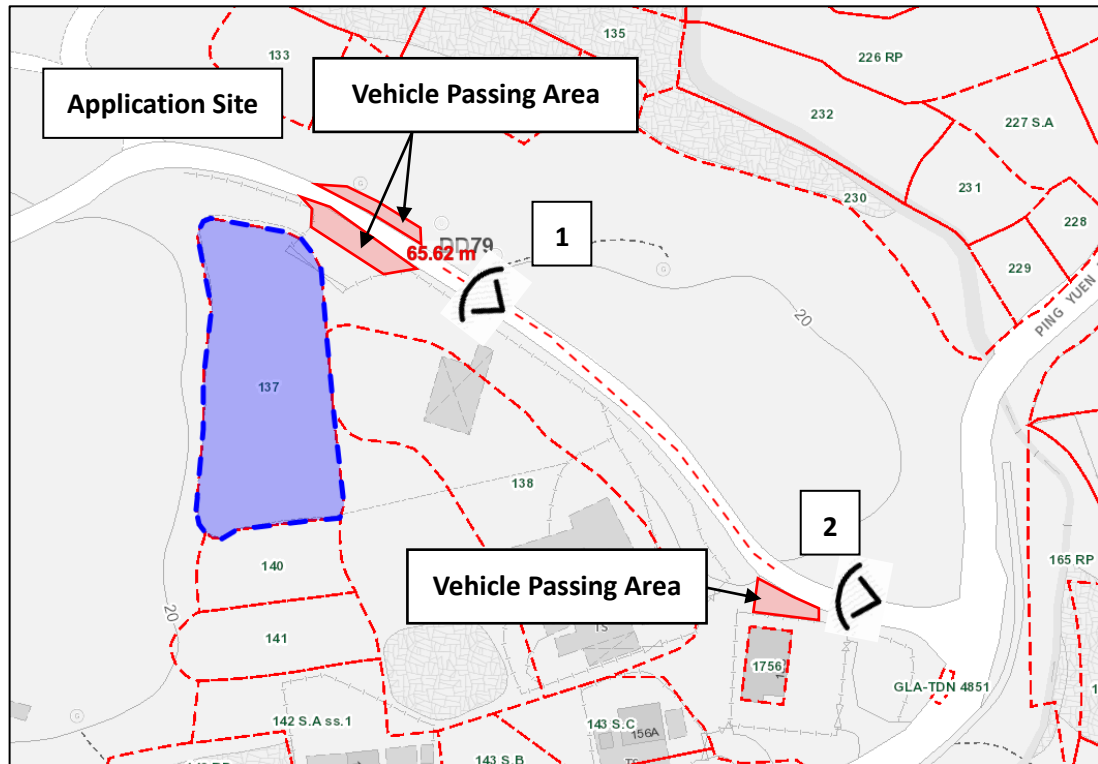 135
133
226 RP
Application Site
Vehicle Passing Area
232
227 S.A
231
230
228
229
DD79
65.62 m
1
20
PING YUEN
137
138
2
165 RP
140
Vehicle Passing Area
20
141
TS
1756
GLA-TDN 4851
142 S.A ss.1
143 S.C
156A
143 S.B